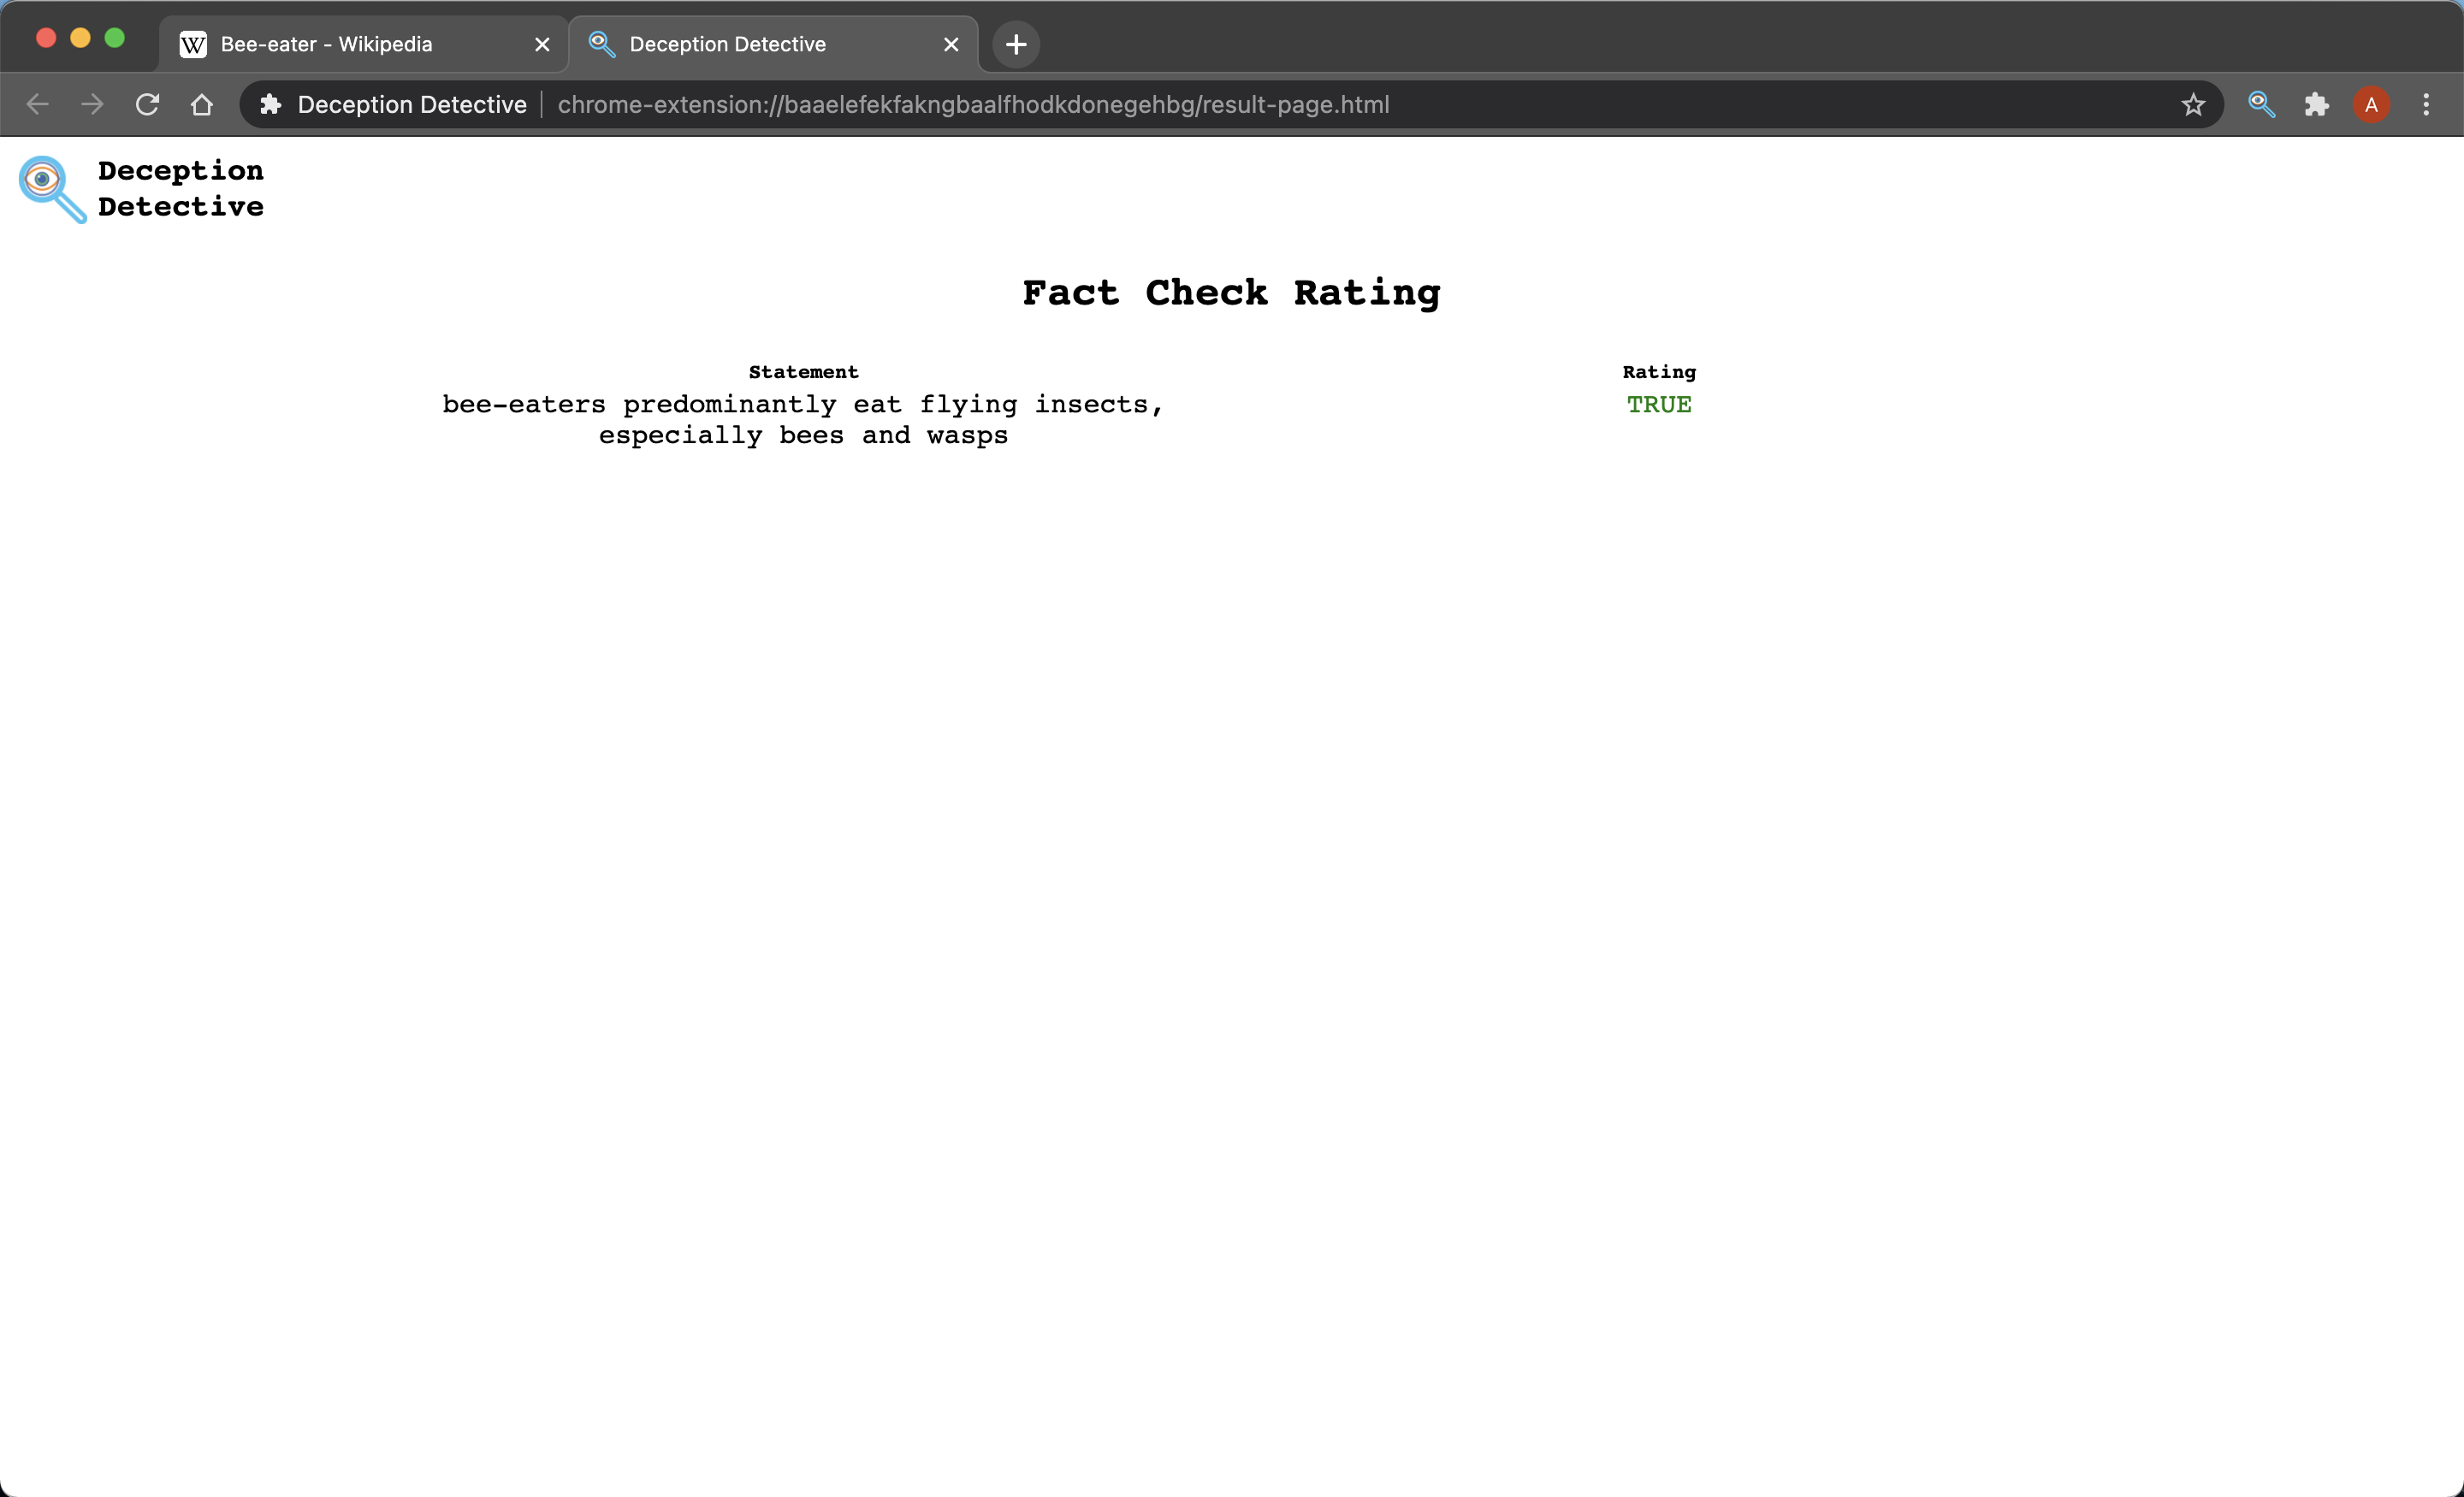 Bee-eater - Wikipedia
Deception Detective
Deception Detective
chrome-extension://baaelefekfakngbaalfhodkdonegehbg/result-page.html
A
Deception
Detective
Fact Check Rating
Statement Rating
bee-eaters predominantly eat flying insects, TRUE
especially bees and wasps